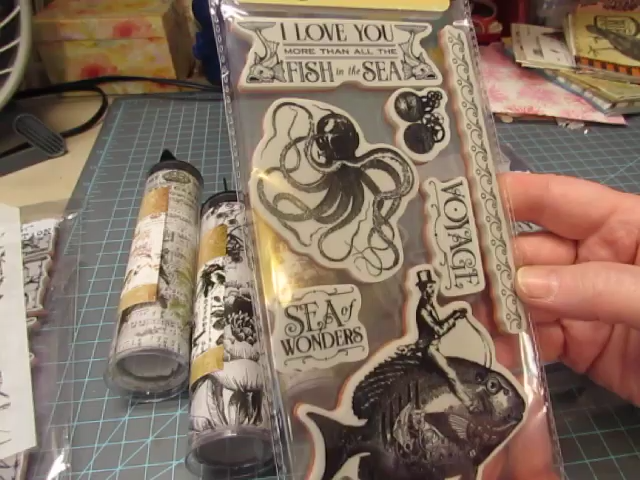 I LOVE YOU
MORE THAN ALL THE
FISH in the SEA
VOYAGE
SEA of
WONDERS